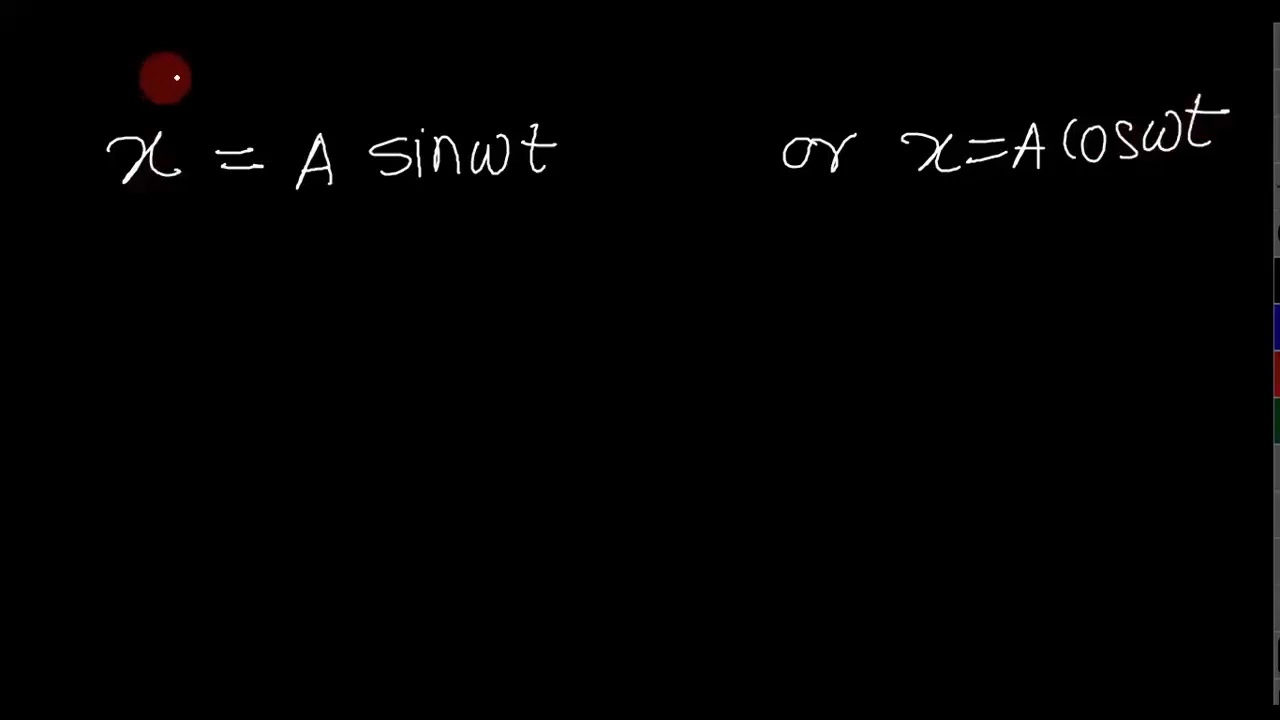 x = A sinωt or x=A cosωt